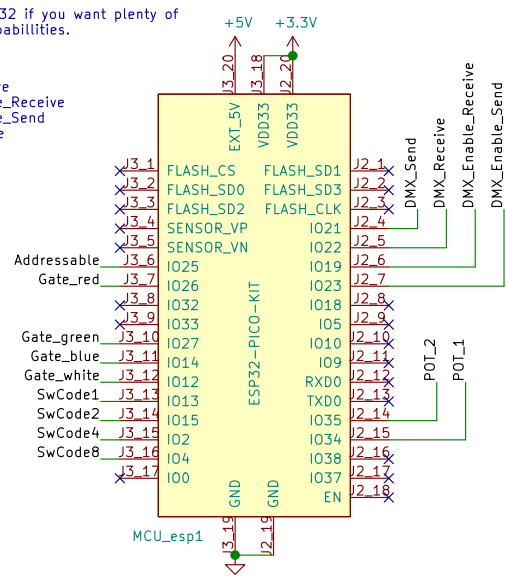 32 if you want plenty of
abillities.
+5V
+3.3V
e_Receive
e_Send
e
J3_20
J3_18
J2_20
EXT_5V
VDD33
VDD33
DMX_Send
DMX_Receive
DMX_Enable_Receive
DMX_Enable_Send
J3_1 FLASH_CS FLASH_SD1 J2_1
J3_2 FLASH_SD0 FLASH_SD3 J2_2
J3_3 FLASH_SD2 FLASH_CLK J2_3
J3_4 SENSOR_VP IO21 J2_4
J3_5 SENSOR_VN IO22 J2_5
Addressable J3_6 IO25 IO19 J2_6
Gate_red J3_7 IO26 IO23 J2_7
J3_8 IO32 IO18 J2_8
J3_9 IO33 IO5 J2_9
Gate_green J3_10 IO27 IO10 J2_10
Gate_blue J3_11 IO14 IO9 J2_11
Gate_white J3_12 IO12 RXD0 J2_12
SwCode1 J3_13 IO13 TXD0 J2_13
SwCode2 J3_14 IO15 IO35 J2_14
SwCode4 J3_15 IO2 IO34 J2_15
SwCode8 J3_16 IO4 IO38 J2_16
J3_17 IO0 IO37 J2_17
EN J2_18
ESP32-PICO-KIT
POT_2
POT_1
GND
GND
J3_19
J2_19
MCU_esp1